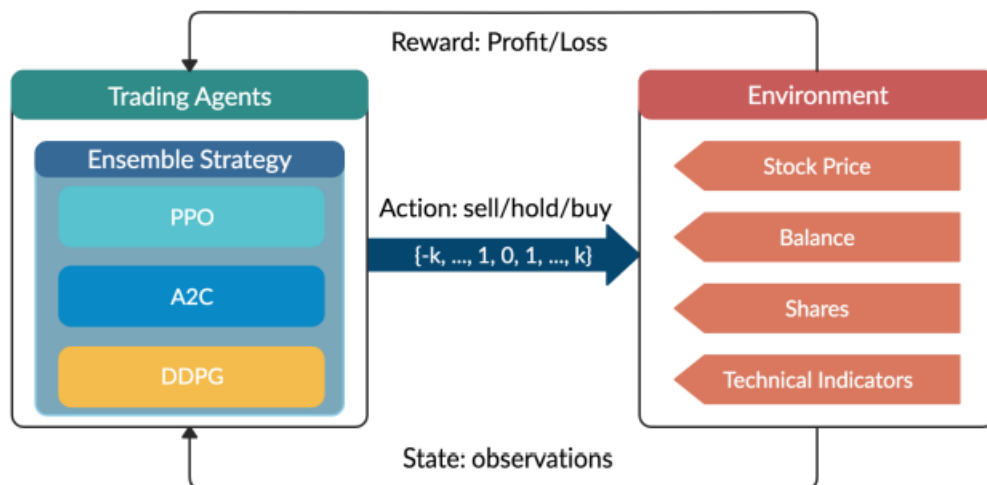 Reward: Profit/Loss
Trading Agents
Ensemble Strategy
PPO
A2C
DDPG
Action: sell/hold/buy
{-k, ..., 1, 0, 1, ..., k}
Environment
Stock Price
Balance
Shares
Technical Indicators
State: observations